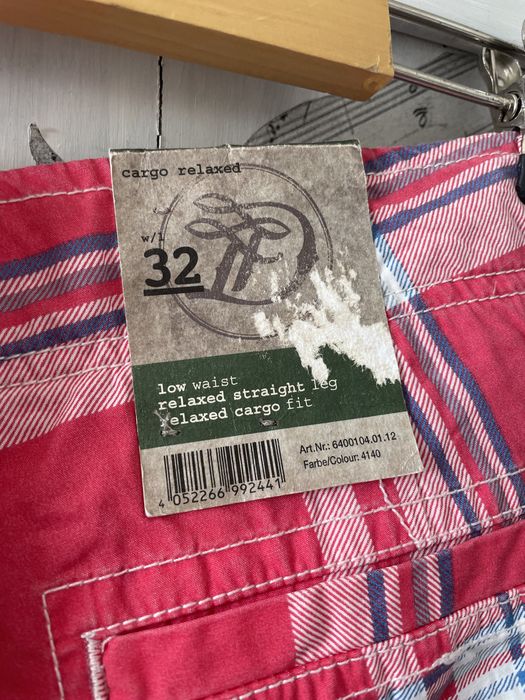 cargo relaxed
w/l
32
low waist
relaxed straight leg
relaxed cargo fit
Art.Nr.: 6400104.01.12
Farbe/Colour: 4140
4 052266 992441